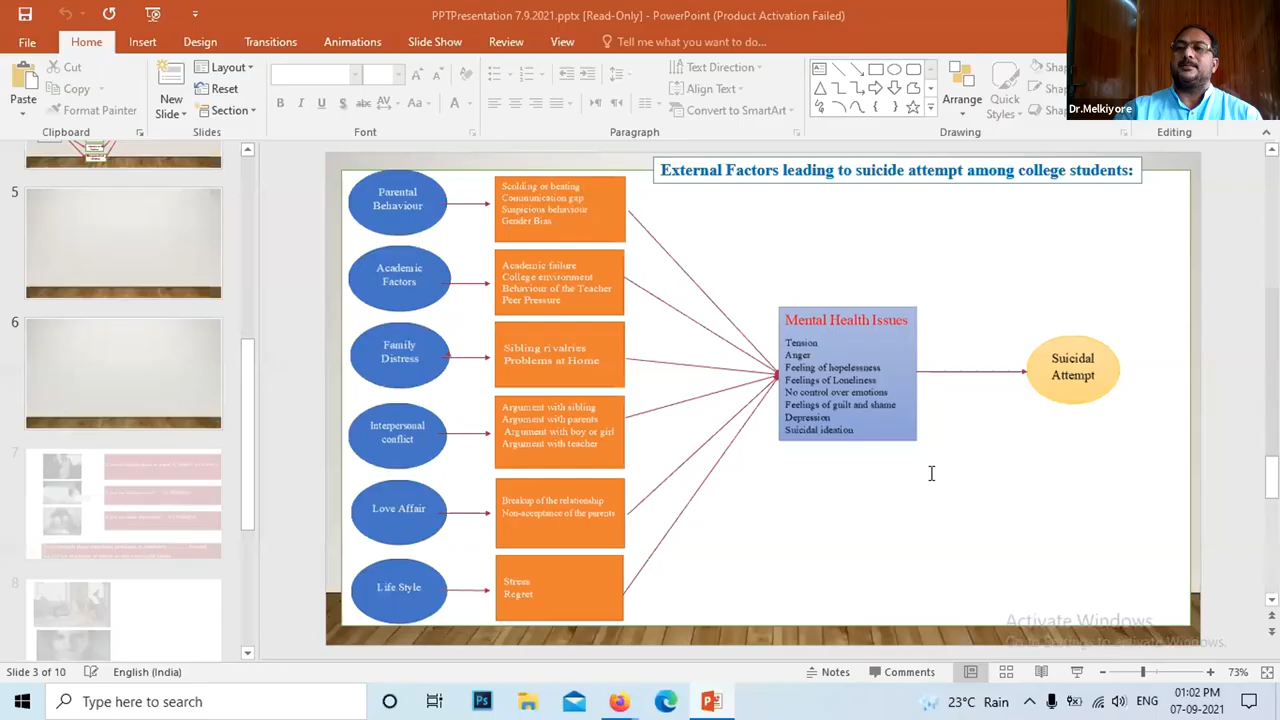 PPTPresentation 7.9.2021.pptx [Read-Only] - PowerPoint (Product Activation Failed)
File Home Insert Design Transitions Animations Slide Show Review View Tell me what you want to do...
Paste
Cut
Copy
Format Painter
Clipboard
New
Slide
Layout
Reset
Section
Slides
B I U S abc AV Aa A
Font
Text Direction
Align Text
Convert to SmartArt
Paragraph
Arrange
Quick
Styles
Drawing
Editing
Dr.Melkiyore
5
6
7
8
External Factors leading to suicide attempt among college students:
Parental
Behaviour
Scolding or beating
Communication gap
Suspicious behaviour
Gender Bias
Academic
Factors
Academic failure
College environment
Behaviour of the Teacher
Peer Pressure
Family
Distress
Sibling rivalries
Problems at Home
Interpersonal
conflict
Argument with sibling
Argument with parents
Argument with boy or girl
Argument with teacher
Love Affair
Breakup of the relationship
Non-acceptance of the parents
Life Style
Stress
Regret
Mental Health Issues
Tension
Anger
Feeling of hopelessness
Feelings of Loneliness
No control over emotions
Feelings of guilt and shame
Depression
Suicidal ideation
Suicidal
Attempt
Activate Windows
Slide 3 of 10 English (India) Notes Comments 73%
Type here to search
Ps
23°C Rain
ENG
01:02 PM
07-09-2021